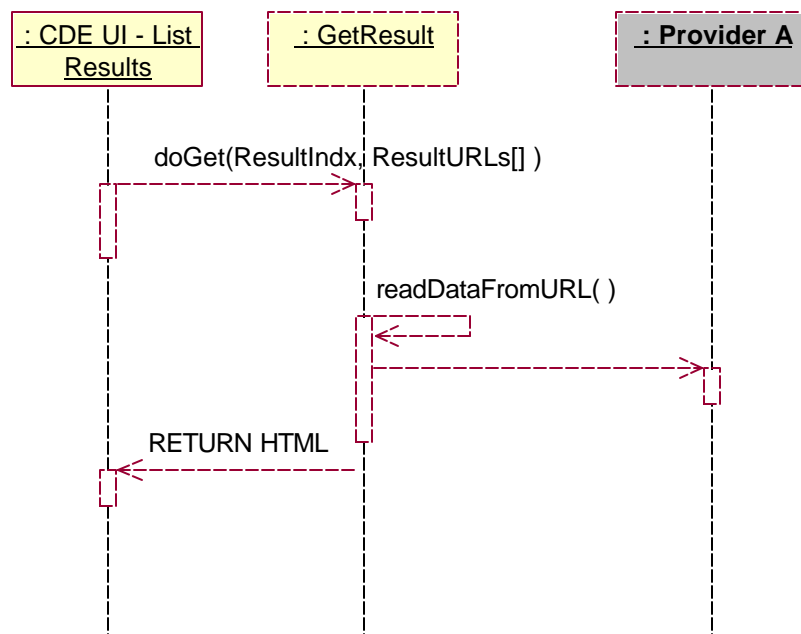 : CDE UI - List
Results
: GetResult
: Provider A
doGet(ResultIndx, ResultURLs[] )
readDataFromURL( )
RETURN HTML